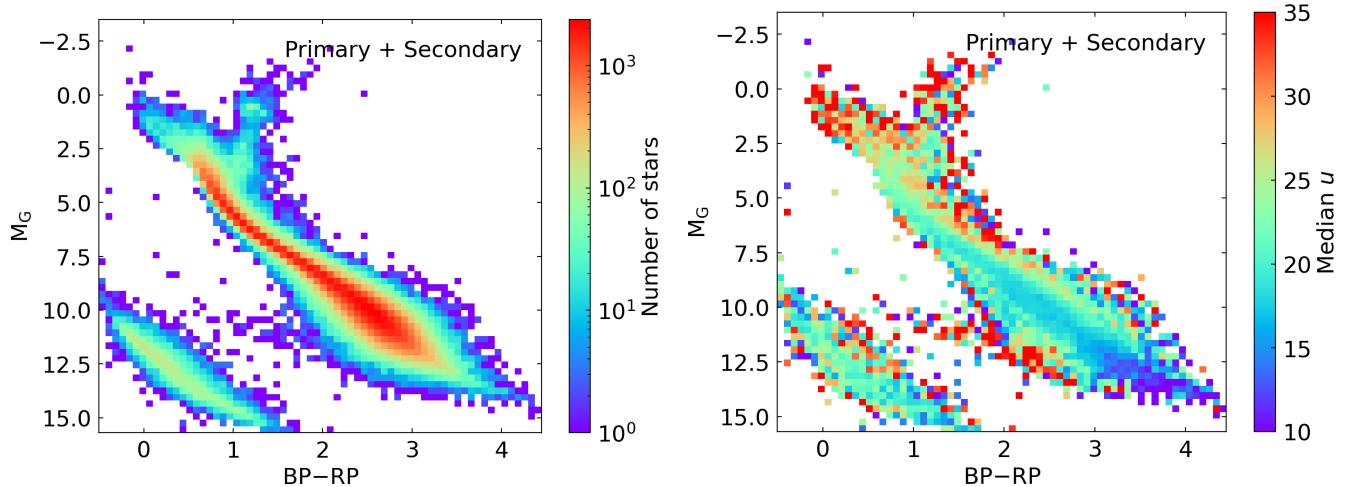 Primary + Secondary
−2.5
0.0
2.5
5.0
7.5
10.0
12.5
15.0
M_G
0 1 2 3 4
BP−RP
10^3
10^2
10^1
10^0
Number of stars
Primary + Secondary
−2.5
0.0
2.5
5.0
7.5
10.0
12.5
15.0
M_G
0 1 2 3 4
BP−RP
35
30
25
20
15
10
Median u